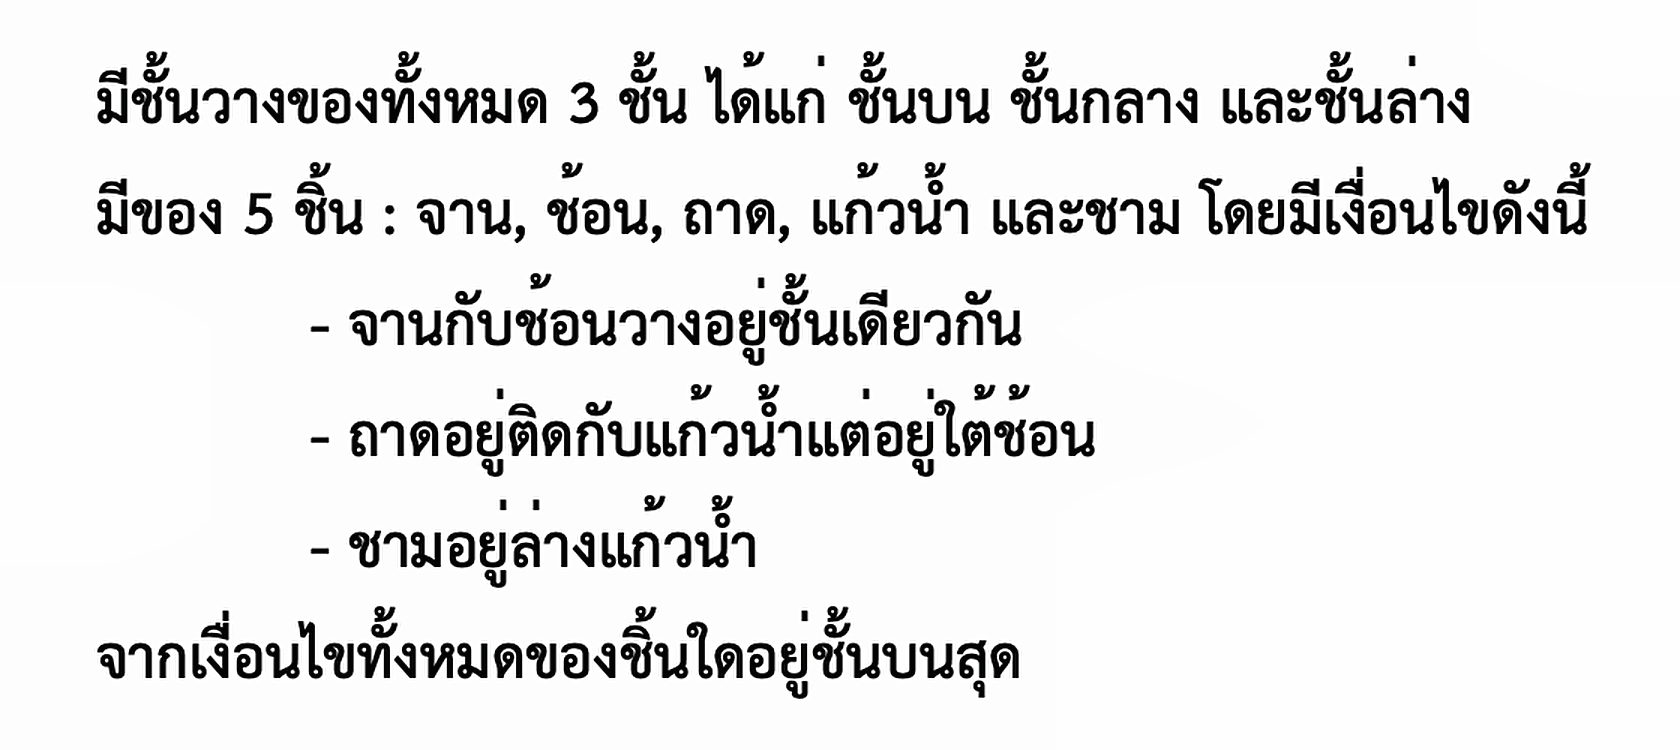 มีชั้นวางของทั้งหมด 3 ชั้น ได้แก่ ชั้นบน ชั้นกลาง และชั้นล่าง
มีของ 5 ชิ้น : จาน, ช้อน, ถาด, แก้วน้ำ และชาม โดยมีเงื่อนไขดังนี้
- จานกับช้อนวางอยู่ชั้นเดียวกัน
- ถาดอยู่ติดกับแก้วน้ำแต่อยู่ใต้ช้อน
- ชามอยู่ล่างแก้วน้ำ
จากเงื่อนไขทั้งหมดของชิ้นใดอยู่ชั้นบนสุด